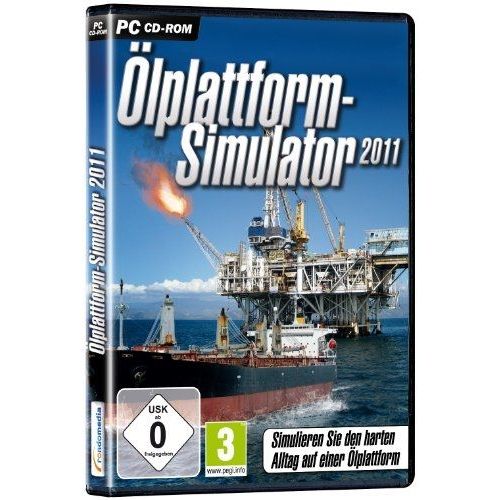 PC CD-ROM
PC CD-ROM
Ölplattform-
Simulator 2011
Ölplattform-Simulator 2011
rondomedia
USK
ab
0
freigegeben
3
www.pegi.info
Simulieren Sie den harten
Alltag auf einer Ölplattform